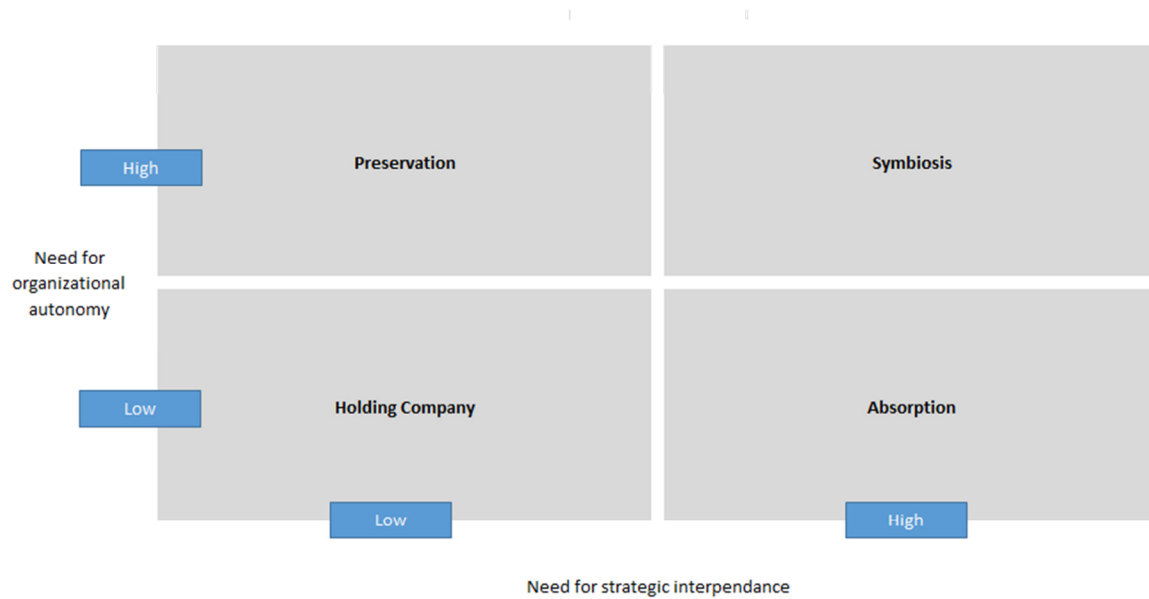 Preservation
Symbiosis
High
Need for
organizational
autonomy
Low
Holding Company
Absorption
Low
High
Need for strategic interpendance